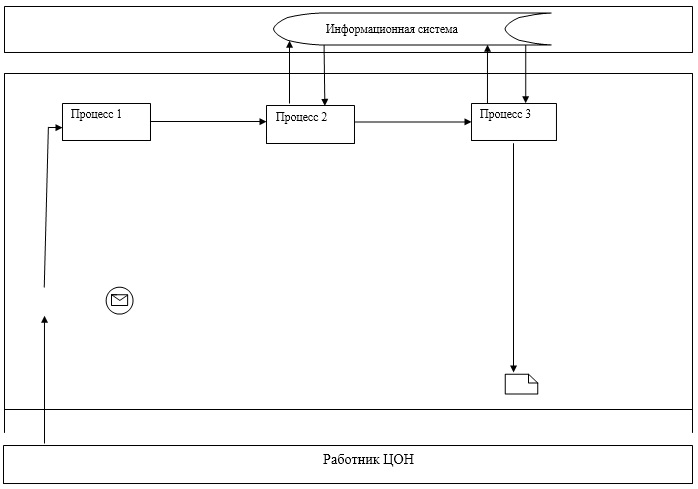 Информационная система
Процесс 1
Процесс 2
Процесс 3
Работник ЦОН